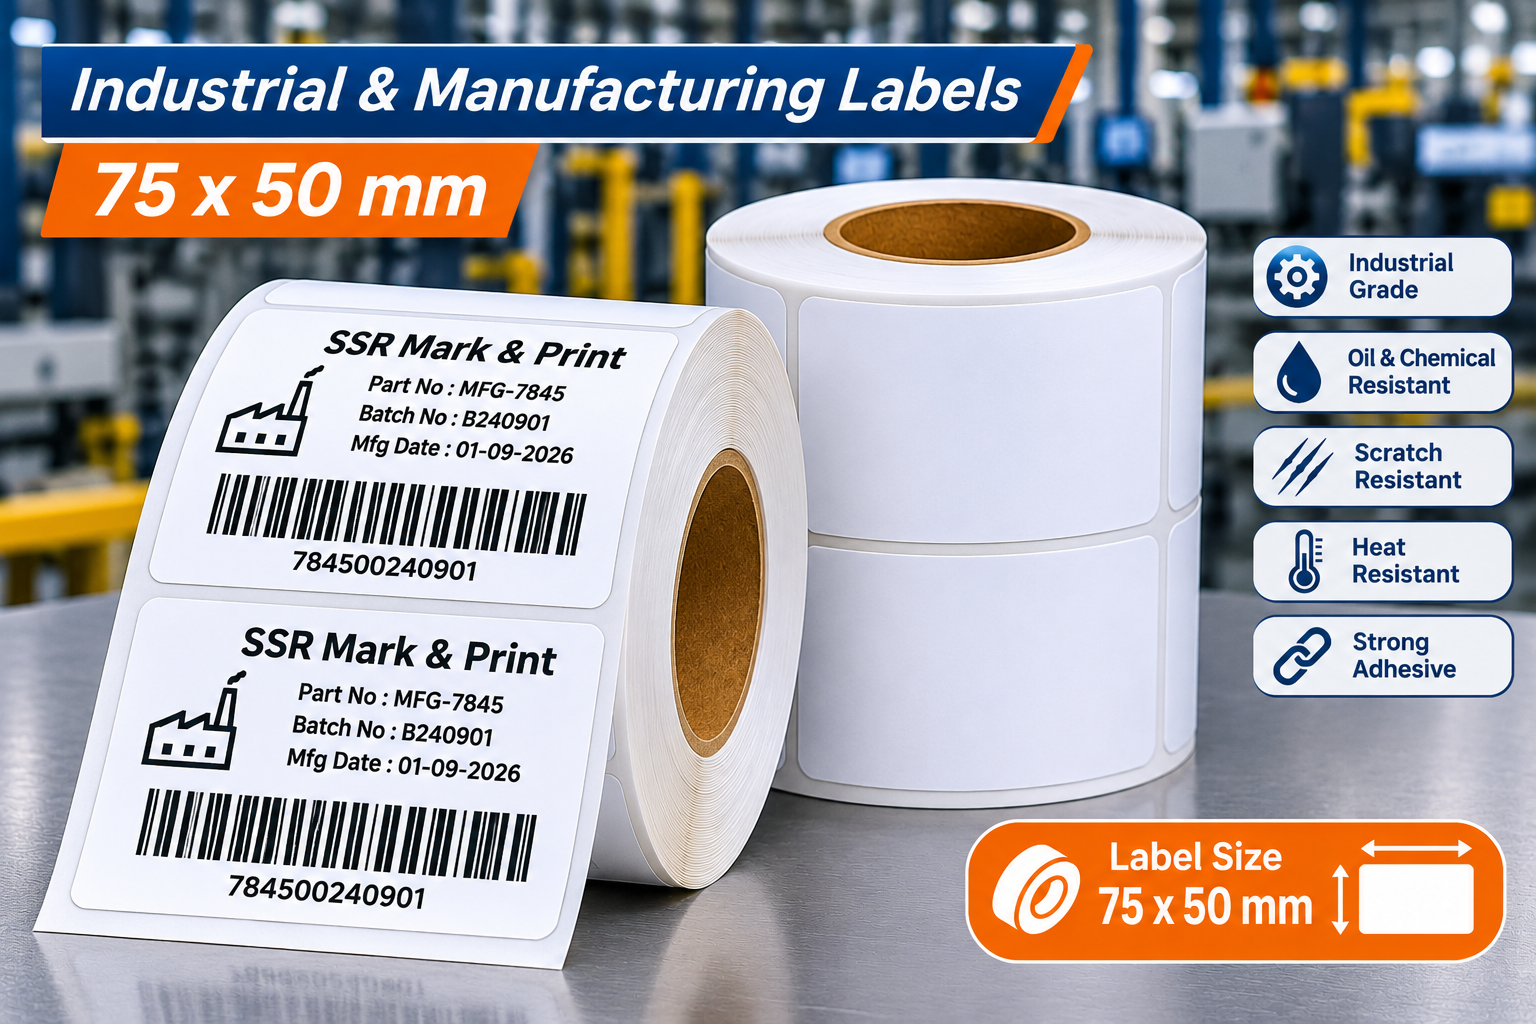 Industrial & Manufacturing Labels
75 x 50 mm
SSR Mark & Print
Part No : MFG-7845
Batch No : B240901
Mfg Date : 01-09-2026
784500240901
SSR Mark & Print
Part No : MFG-7845
Batch No : B240901
Mfg Date : 01-09-2026
784500240901
Industrial
Grade
Oil & Chemical
Resistant
Scratch
Resistant
Heat
Resistant
Strong
Adhesive
Label Size
75 x 50 mm